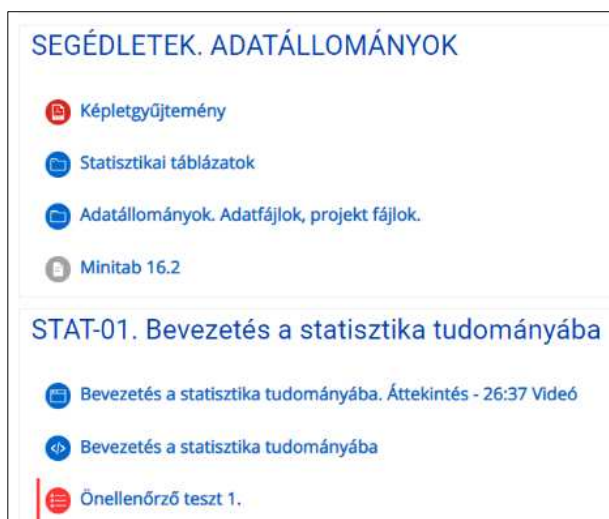 SEGÉDLETEK. ADATÁLLOMÁNYOK
Képletgyűjtemény
Statisztikai táblázatok
Adatállományok. Adatfájlok, projekt fájlok.
Minitab 16.2
STAT-01. Bevezetés a statisztika tudományába
Bevezetés a statisztika tudományába. Áttekintés - 26:37 Videó
Bevezetés a statisztika tudományába
Önellenőrző teszt 1.